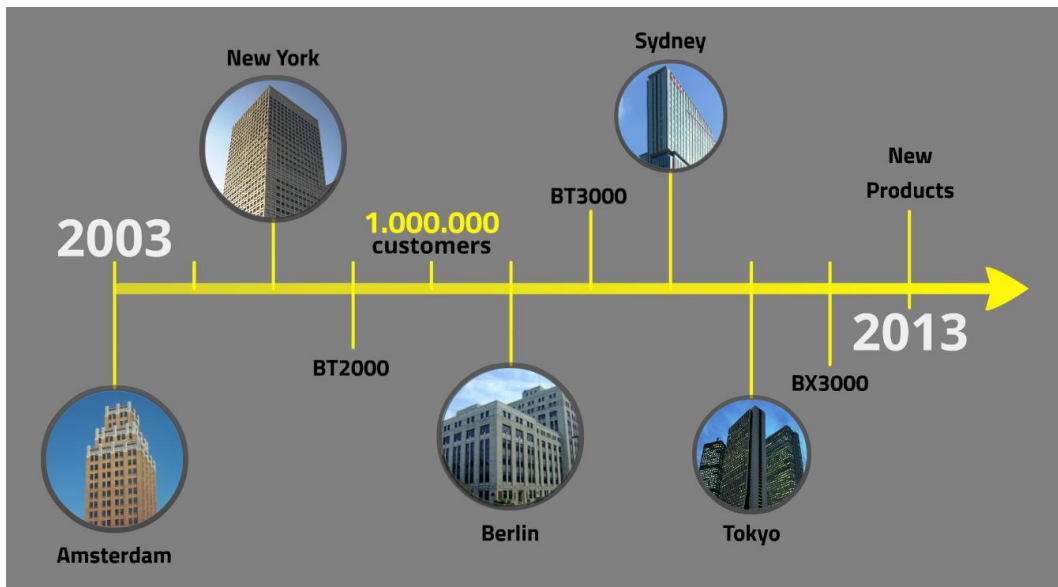 New York
Sydney
New
Products
BT3000
1.000.000
customers
2003
2013
BT2000
BX3000
Berlin
Tokyo
Amsterdam